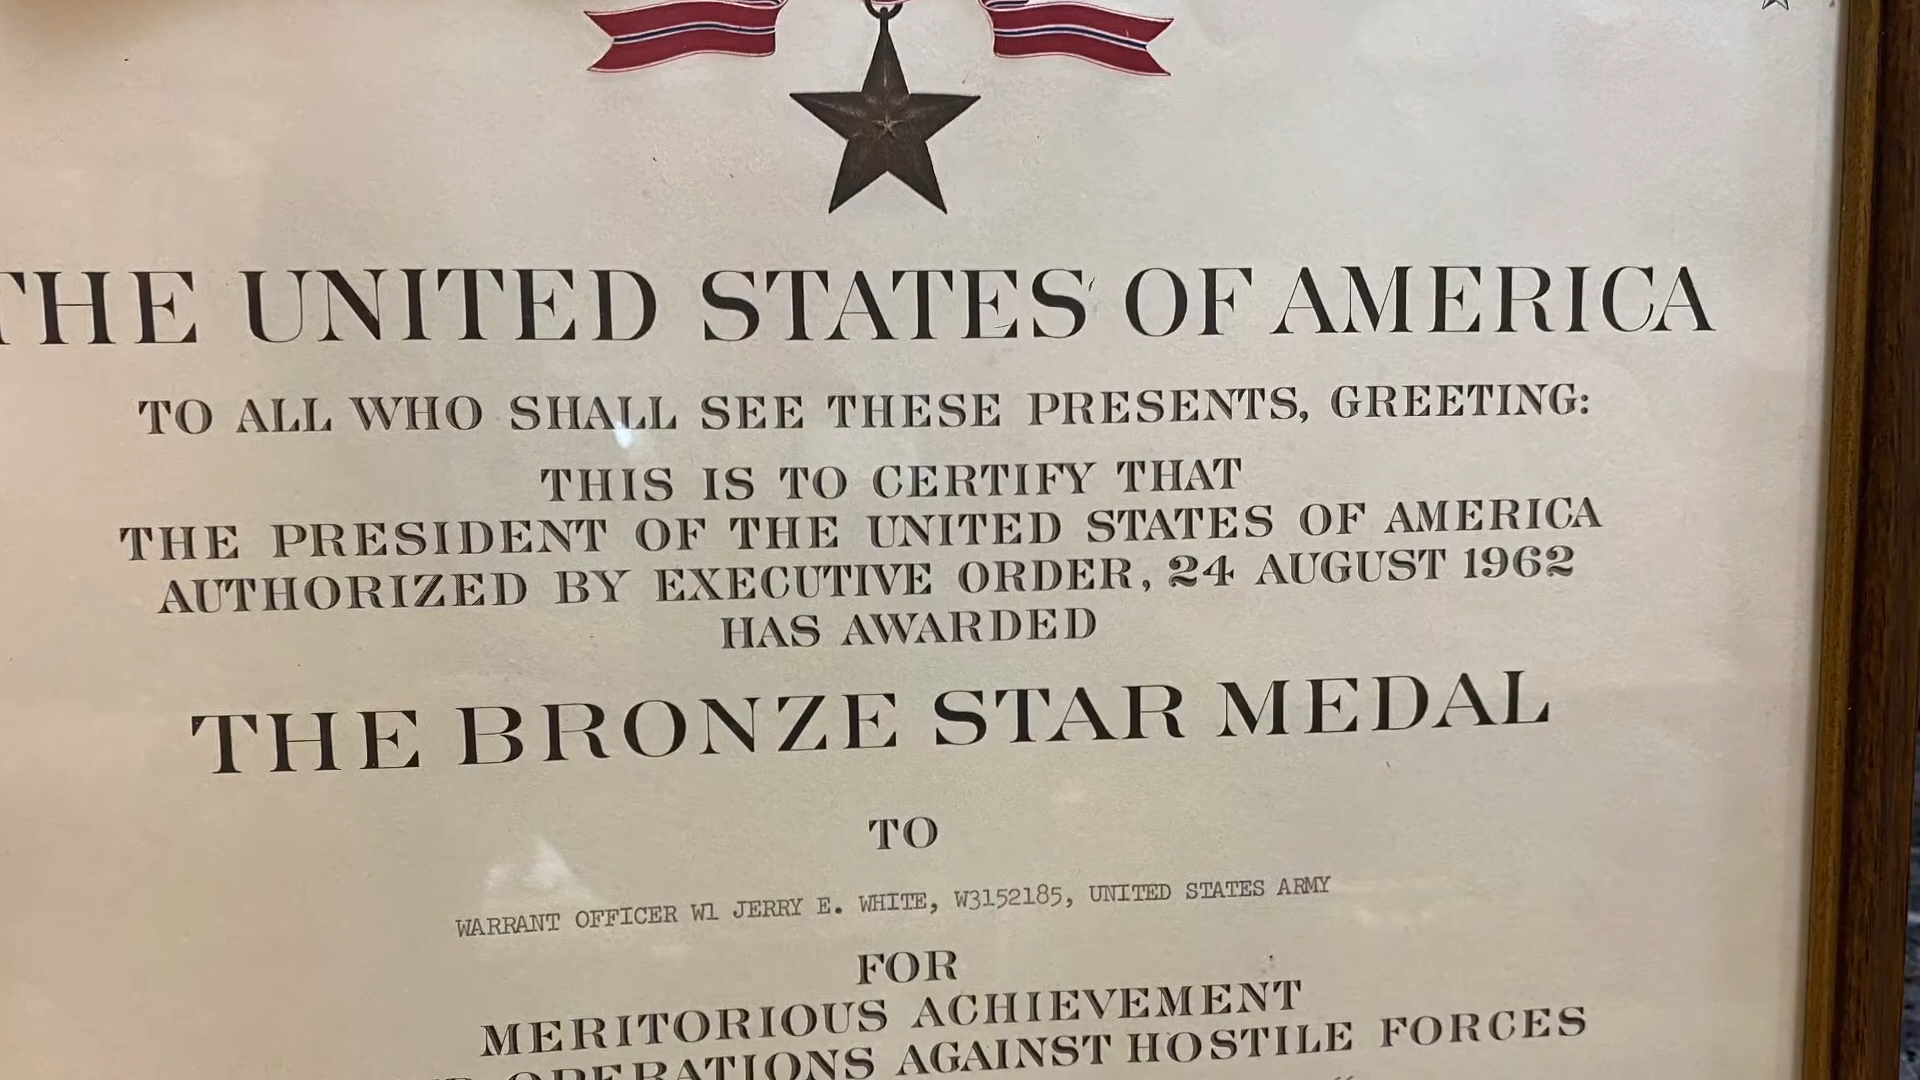 THE UNITED STATES OF AMERICA
TO ALL WHO SHALL SEE THESE PRESENTS, GREETING:
THIS IS TO CERTIFY THAT
THE PRESIDENT OF THE UNITED STATES OF AMERICA
AUTHORIZED BY EXECUTIVE ORDER, 24 AUGUST 1962
HAS AWARDED
THE BRONZE STAR MEDAL
TO
WARRANT OFFICER W1 JERRY E. WHITE, W3152185, UNITED STATES ARMY
FOR
MERITORIOUS ACHIEVEMENT
OPERATIONS AGAINST HOSTILE FORCES